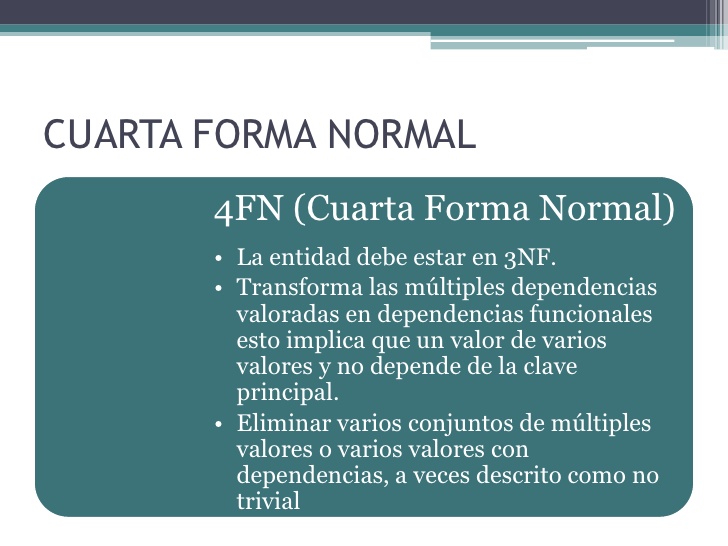 CUARTA FORMA NORMAL
4FN (Cuarta Forma Normal)
• La entidad debe estar en 3NF.
• Transforma las múltiples dependencias
valoradas en dependencias funcionales
esto implica que un valor de varios
valores y no depende de la clave
principal.
• Eliminar varios conjuntos de múltiples
valores o varios valores con
dependencias, a veces descrito como no
trivial